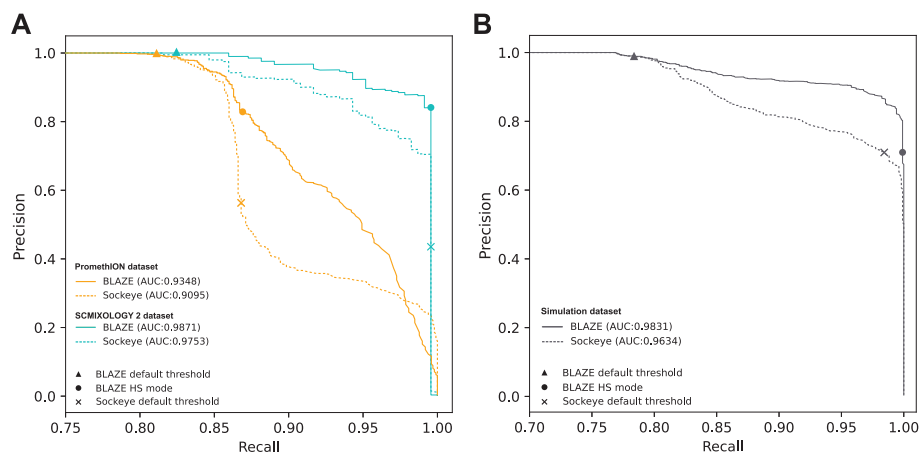 A
Precision
1.0
0.8
0.6
0.4
0.2
0.0
PromethION dataset
BLAZE (AUC:0.9348)
Sockeye (AUC:0.9095)
SCMIXOLOGY 2 dataset
BLAZE (AUC:0.9871)
Sockeye (AUC:0.9753)
BLAZE default threshold
BLAZE HS mode
Sockeye default threshold
0.75 0.80 0.85 0.90 0.95 1.00
Recall
B
Precision
1.0
0.8
0.6
0.4
0.2
0.0
Simulation dataset
BLAZE (AUC:0.9831)
Sockeye (AUC:0.9634)
BLAZE default threshold
BLAZE HS mode
Sockeye default threshold
0.70 0.75 0.80 0.85 0.90 0.95 1.00
Recall